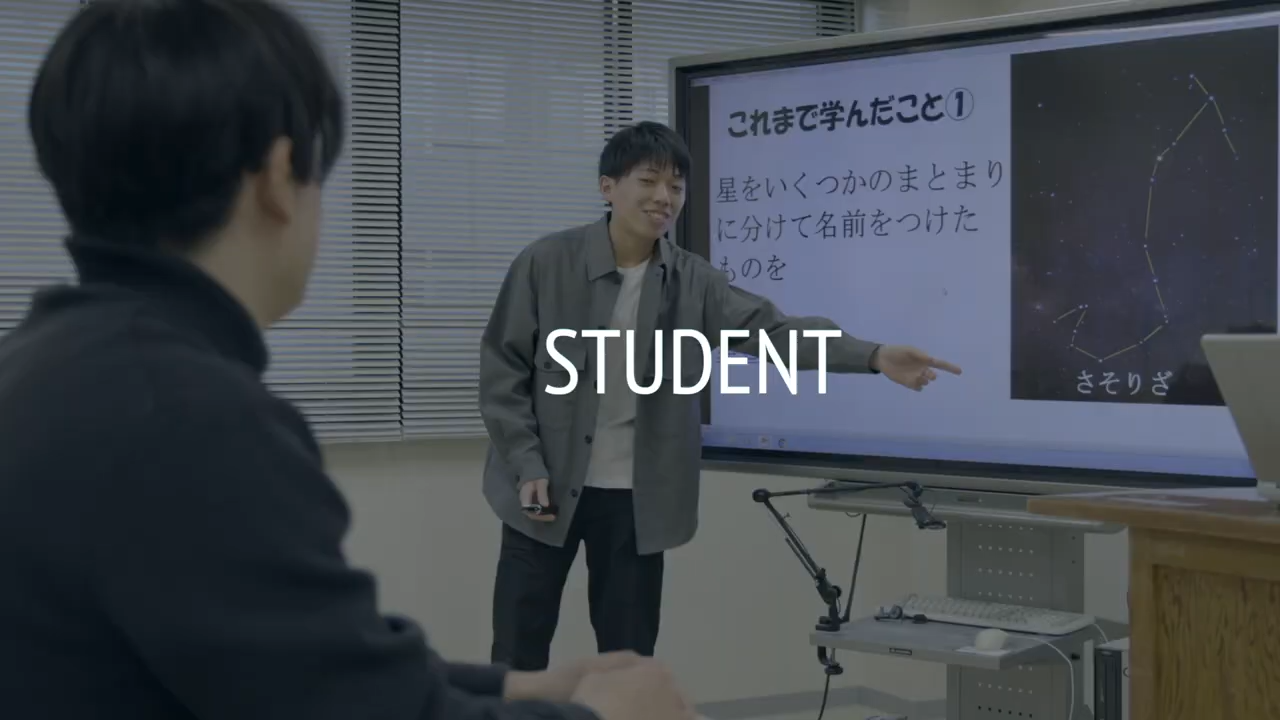 これまで学んだこと①
星をいくつかのまとまり
に分けて名前をつけた
ものを
さそりざ
STUDENT